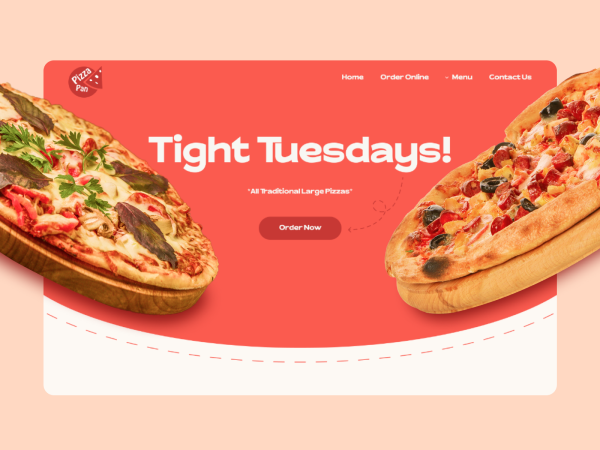 Pizza
Pan
Home
Order Online
Menu
Contact Us
Tight Tuesdays!
"All Traditional Large Pizzas"
Order Now